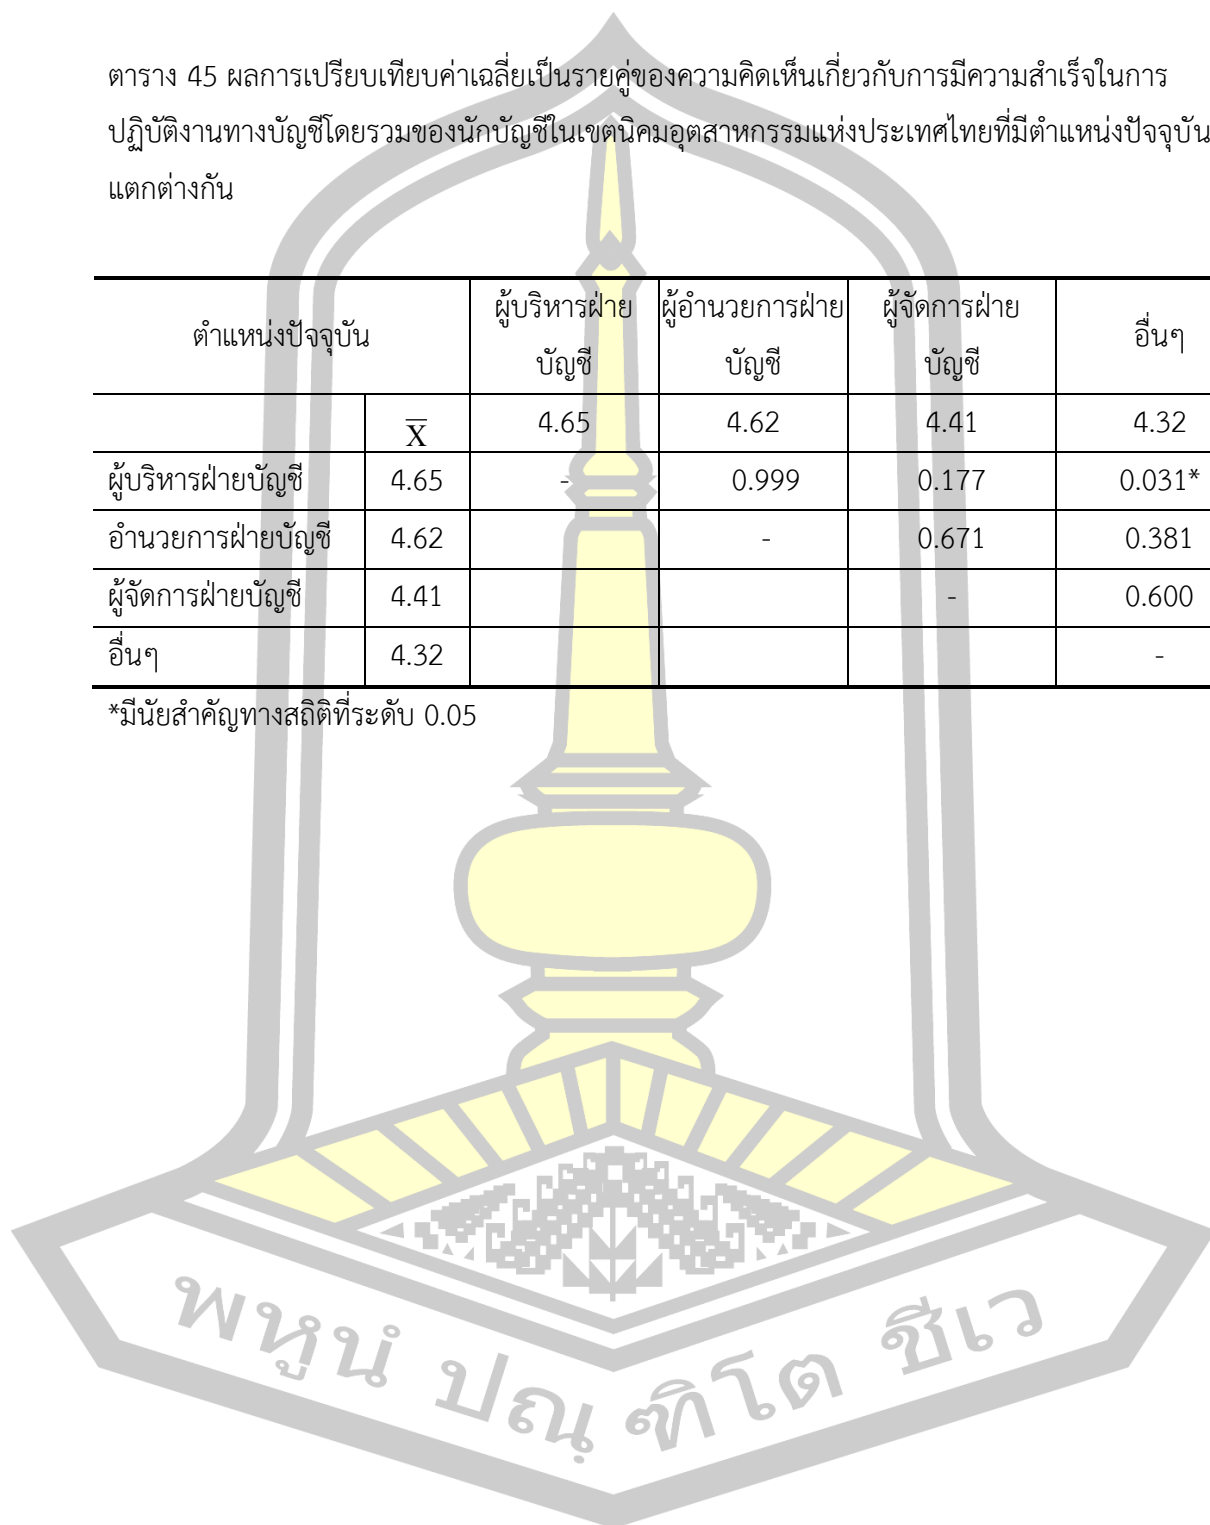 ตาราง 45 ผลการเปรียบเทียบค่าเฉลี่ยเป็นรายคู่ของความคิดเห็นเกี่ยวกับการมีความสำเร็จในการ
ปฏิบัติงานทางบัญชีโดยรวมของนักบัญชีในเขตนิคมอุตสาหกรรมแห่งประเทศไทยที่มีตำแหน่งปัจจุบัน
แตกต่างกัน
ตำแหน่งปัจจุบัน ผู้บริหารฝ่าย ผู้อำนวยการฝ่าย ผู้จัดการฝ่าย อื่นๆ
บัญชี บัญชี บัญชี
X̄ 4.65 4.62 4.41 4.32
ผู้บริหารฝ่ายบัญชี 4.65 - 0.999 0.177 0.031*
อำนวยการฝ่ายบัญชี 4.62 - 0.671 0.381
ผู้จัดการฝ่ายบัญชี 4.41 - 0.600
อื่นๆ 4.32 -
*มีนัยสำคัญทางสถิติที่ระดับ 0.05
พหูนํ ปณฺฑิโต ชีเว